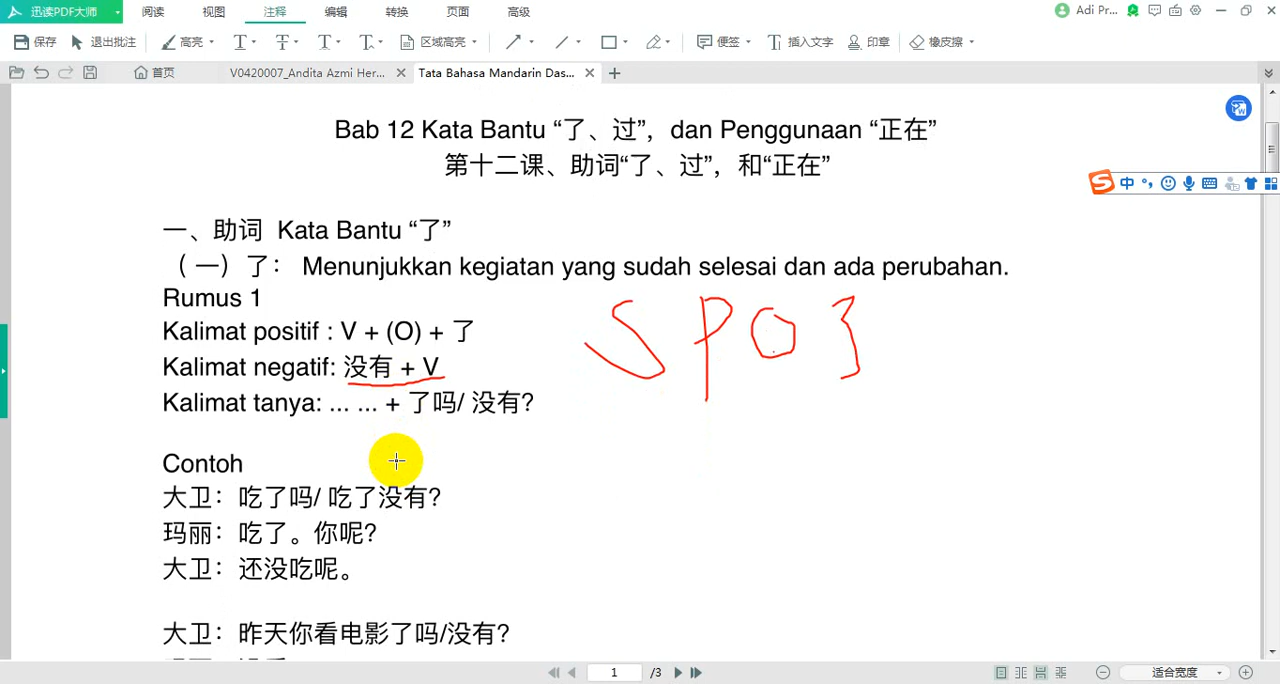 迅读PDF大师 阅读 视图 注释 编辑 转换 页面 高级 Adi Pr...
保存 退出批注 高亮 区域高亮 便签 插入文字 图章 橡皮擦
首页 V0420007_Andita Azmi Her... Tata Bahasa Mandarin Das...
Bab 12 Kata Bantu “了、过”，dan Penggunaan “正在”
第十二课、助词“了、过”，和“正在”
中
一、助词 Kata Bantu “了”
（ 一）了： Menunjukkan kegiatan yang sudah selesai dan ada perubahan.
Rumus 1
Kalimat positif : V + (O) + 了
Kalimat negatif: 没有 + V
Kalimat tanya: ... ... + 了吗/ 没有?
S P O
Contoh
大卫：吃了吗/ 吃了没有?
玛丽：吃了。你呢?
大卫：还没吃呢。
大卫：昨天你看电影了吗/没有?
1 /3 适合宽度